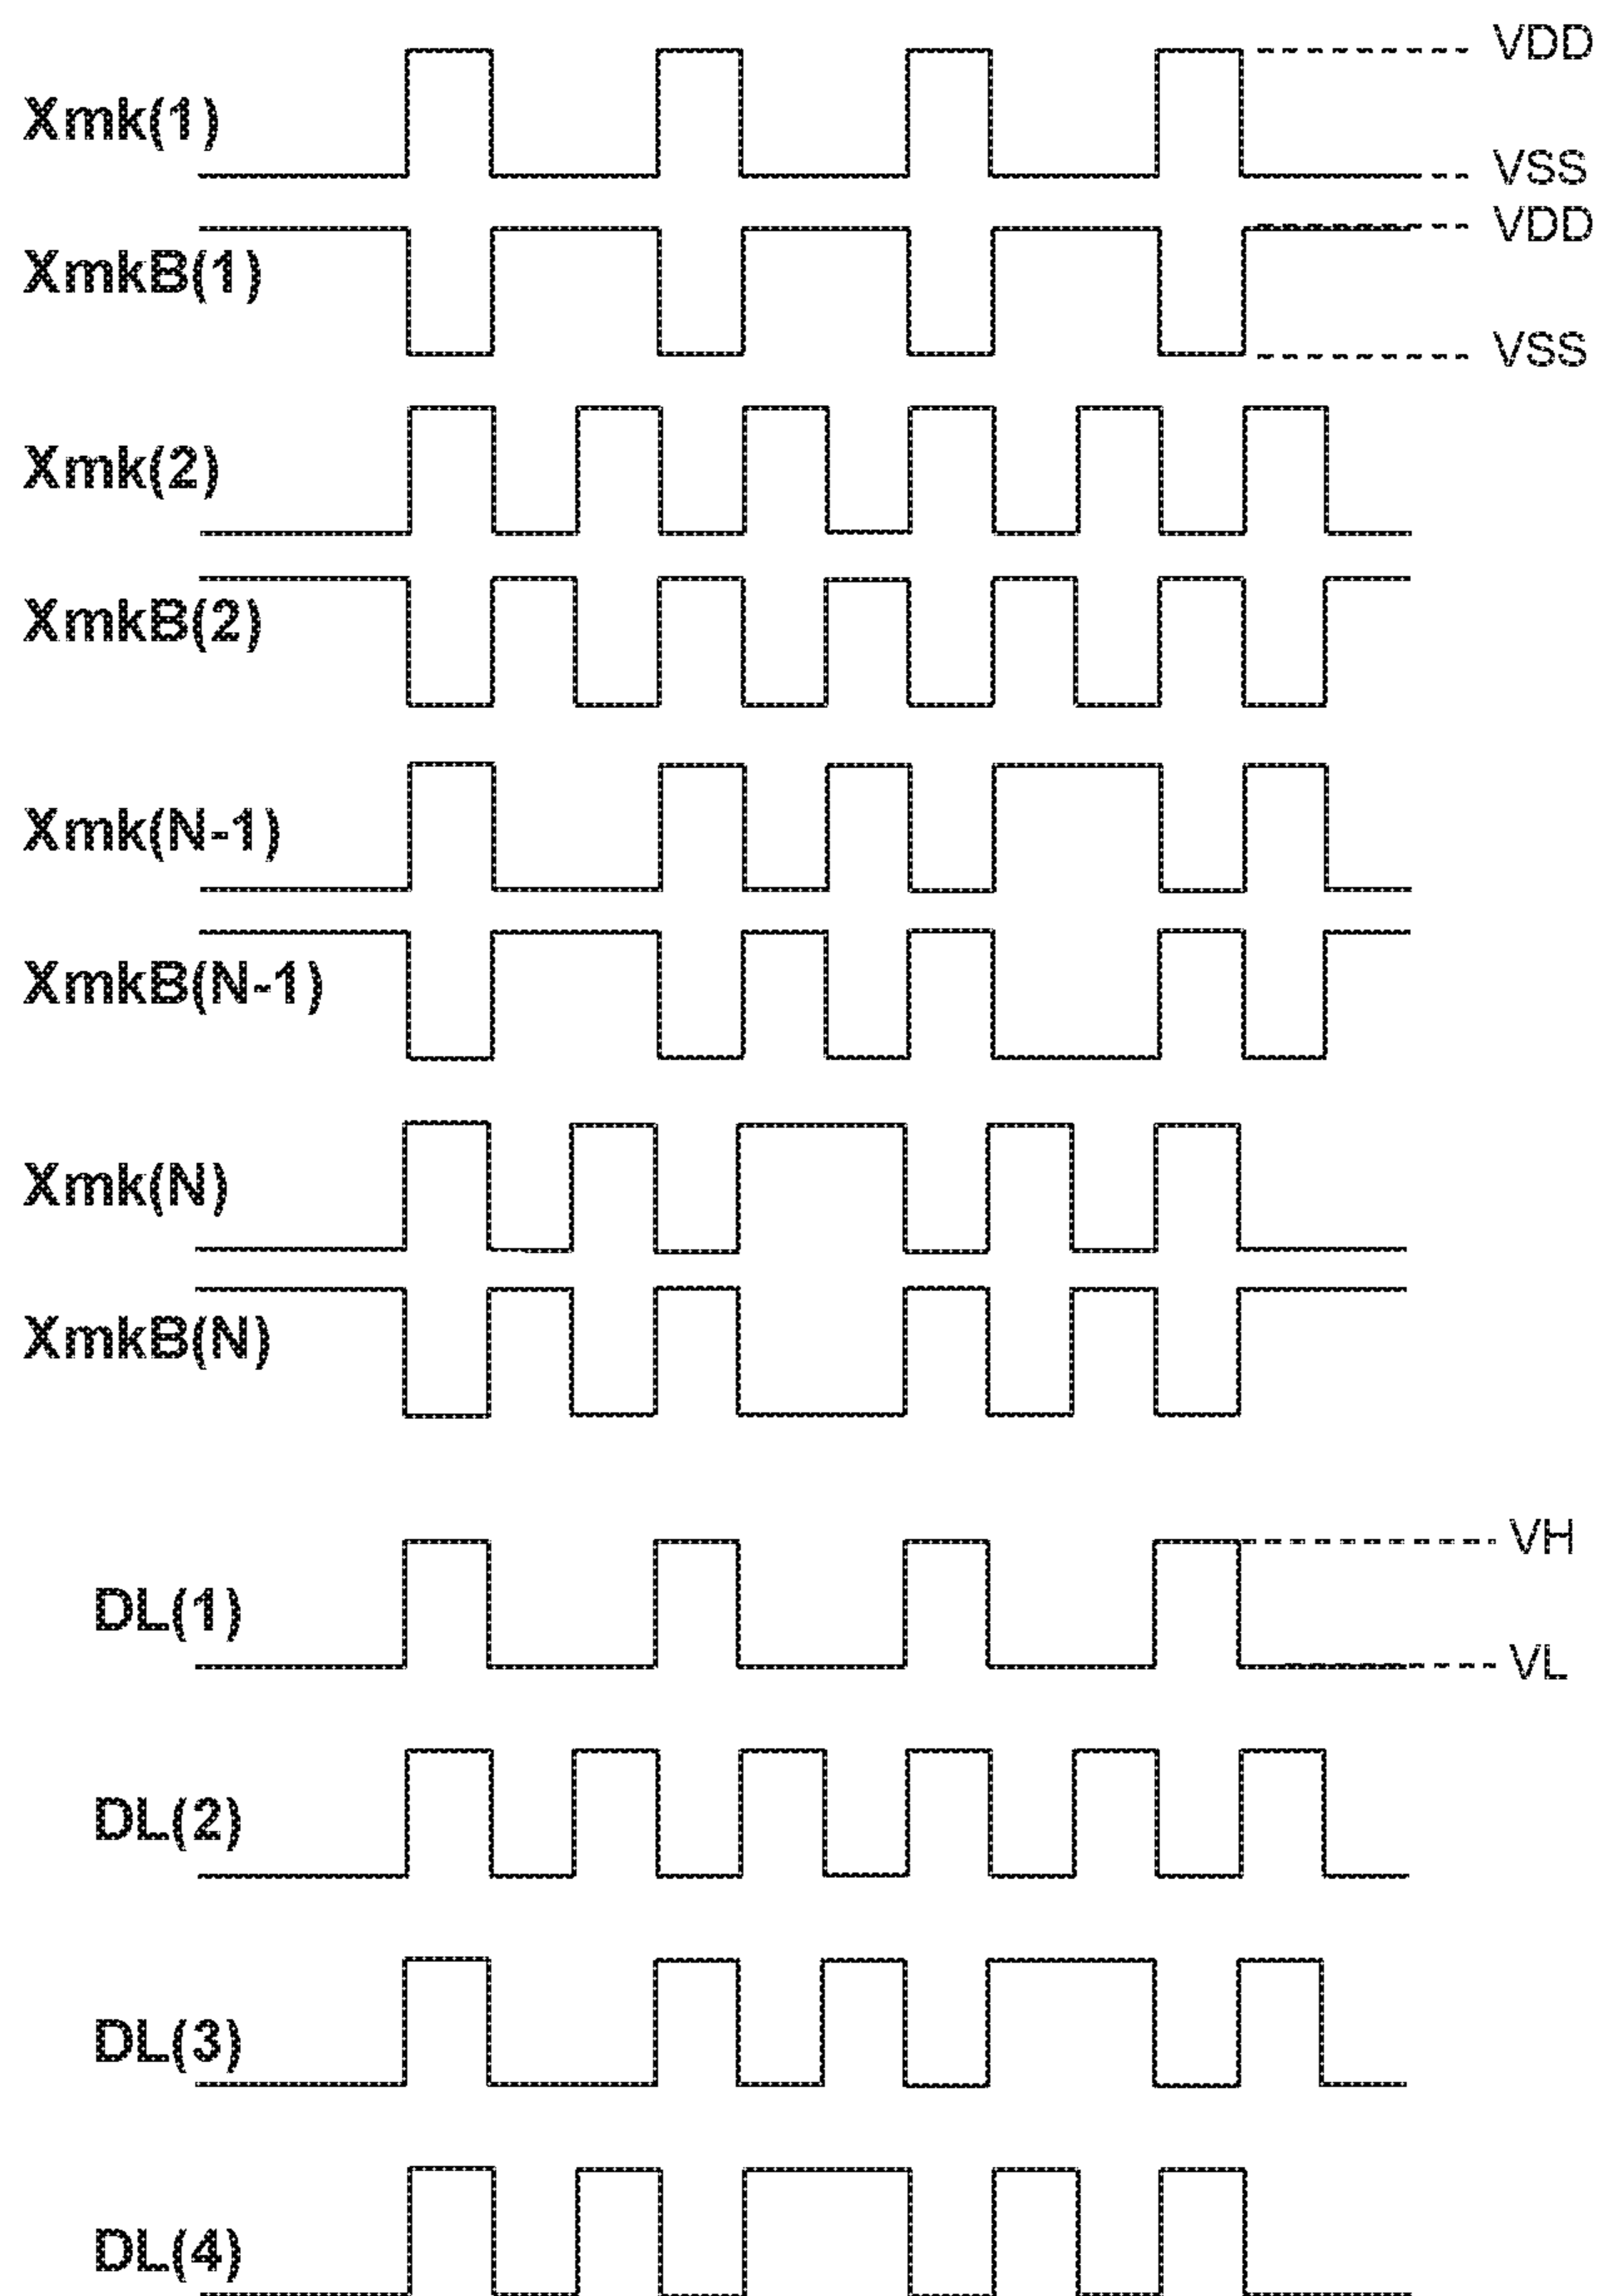 VDD
Xmk(1)
VSS
VDD
XmkB(1)
VSS
Xmk(2)
XmkB(2)
Xmk(N-1)
XmkB(N-1)
Xmk(N)
XmkB(N)
VH
DL(1)
VL
DL(2)
DL(3)
DL(4)